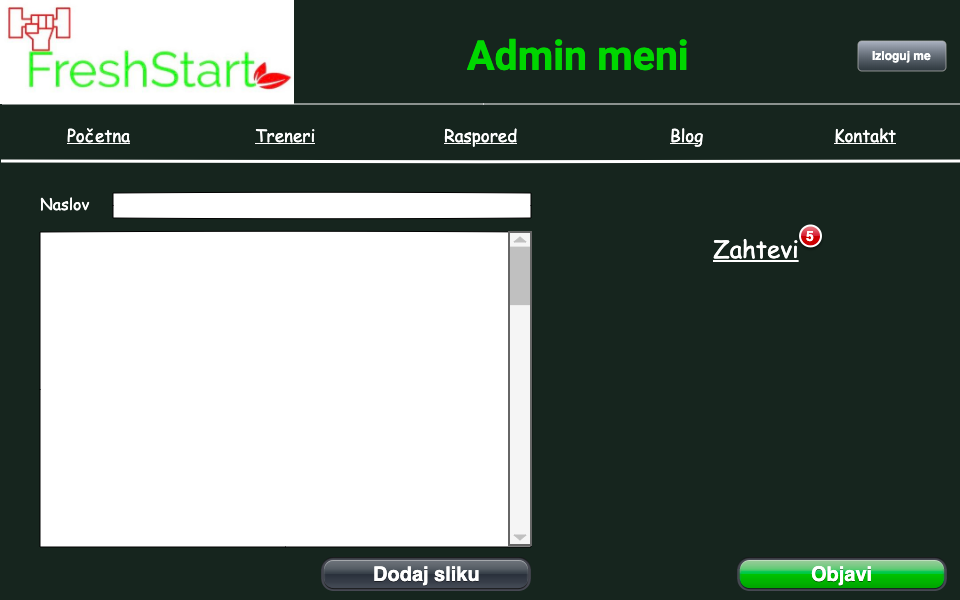 FreshStart
Admin meni
Izloguj me
Početna
Treneri
Raspored
Blog
Kontakt
Naslov
Zahtevi
5
Dodaj sliku
Objavi